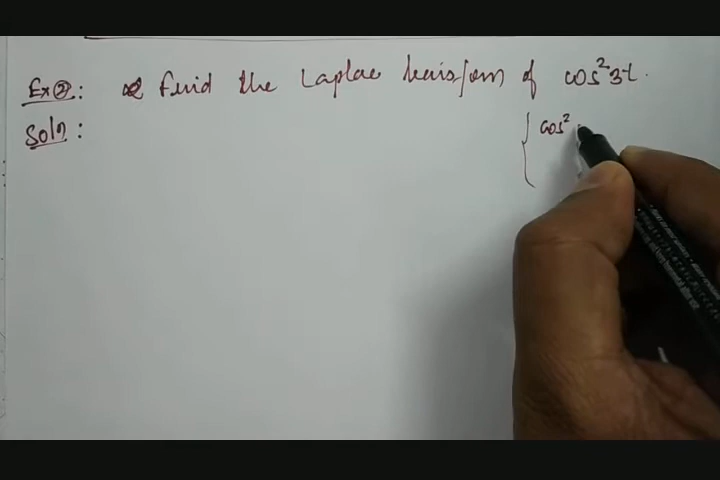 Ex②: Find the Laplace transform of cos²3t.
Soln:
{ cos²